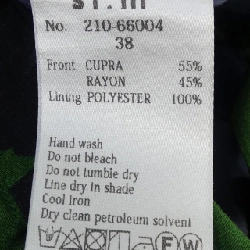 No. 210-66004
38
Front CUPRA 55%
RAYON 45%
Lining POLYESTER 100%
Hand wash
Do not bleach
Do not tumble dry
Line dry in shade
Cool iron
Dry clean petroleum solvent
F W